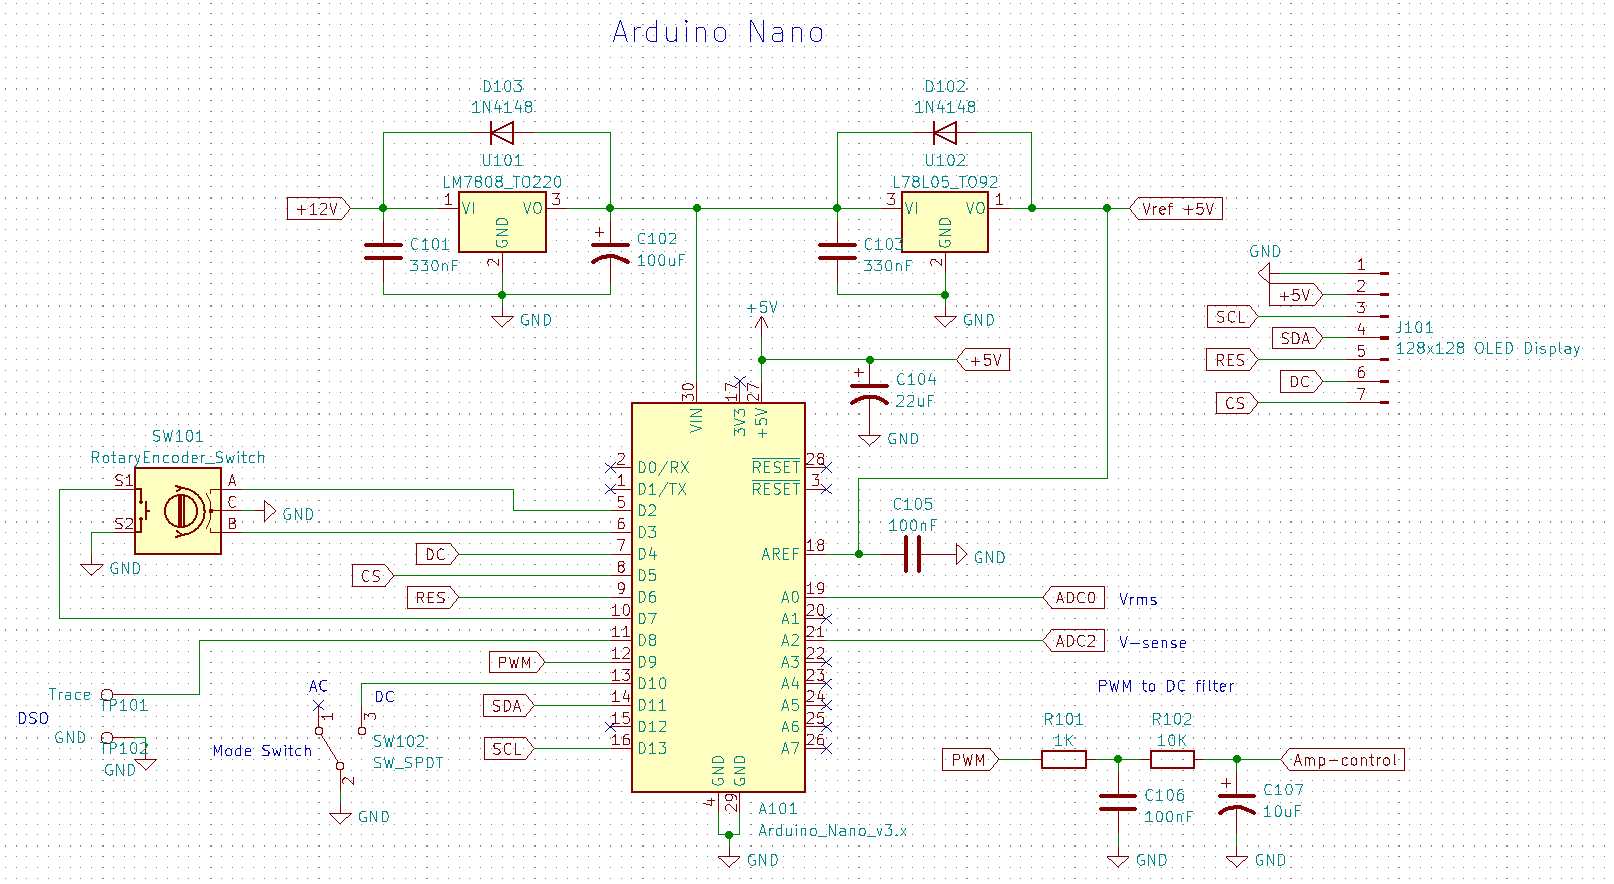 Arduino Nano
D103
1N4148
U101
LM7808_TO220
+12V
1
VI
VO
3
GND
2
C101
330nF
+
C102
100uF
GND
D102
1N4148
U102
L78L05_TO92
3
VI
VO
1
GND
2
C103
330nF
GND
Vref +5V
GND
1
+5V
2
SCL
3
SDA
4
RES
5
DC
6
CS
7
J101
128x128 OLED Display
+5V
+5V
+
C104
22uF
GND
30
VIN
17
3V3
27
+5V
SW101
RotaryEncoder_Switch
S1
S2
A
C
B
GND
GND
2
D0/RX
1
D1/TX
5
D2
6
D3
DC
7
D4
CS
8
D5
RES
9
D6
10
D7
11
D8
PWM
12
D9
13
D10
SDA
14
D11
15
D12
SCL
16
D13
RESET
28
RESET
3
AREF
18
C105
100nF
GND
A0
19
ADC0
Vrms
A1
20
A2
21
ADC2
V-sense
A3
22
A4
23
A5
24
A6
25
A7
26
GND
GND
4
29
A101
Arduino_Nano_v3.x
GND
Trace
TP101
DSO
GND
TP102
GND
AC
DC
1
3
Mode Switch
SW102
SW_SPDT
2
GND
PWM to DC filter
R101
1K
R102
10K
PWM
Amp-control
C106
100nF
+
C107
10uF
GND
GND